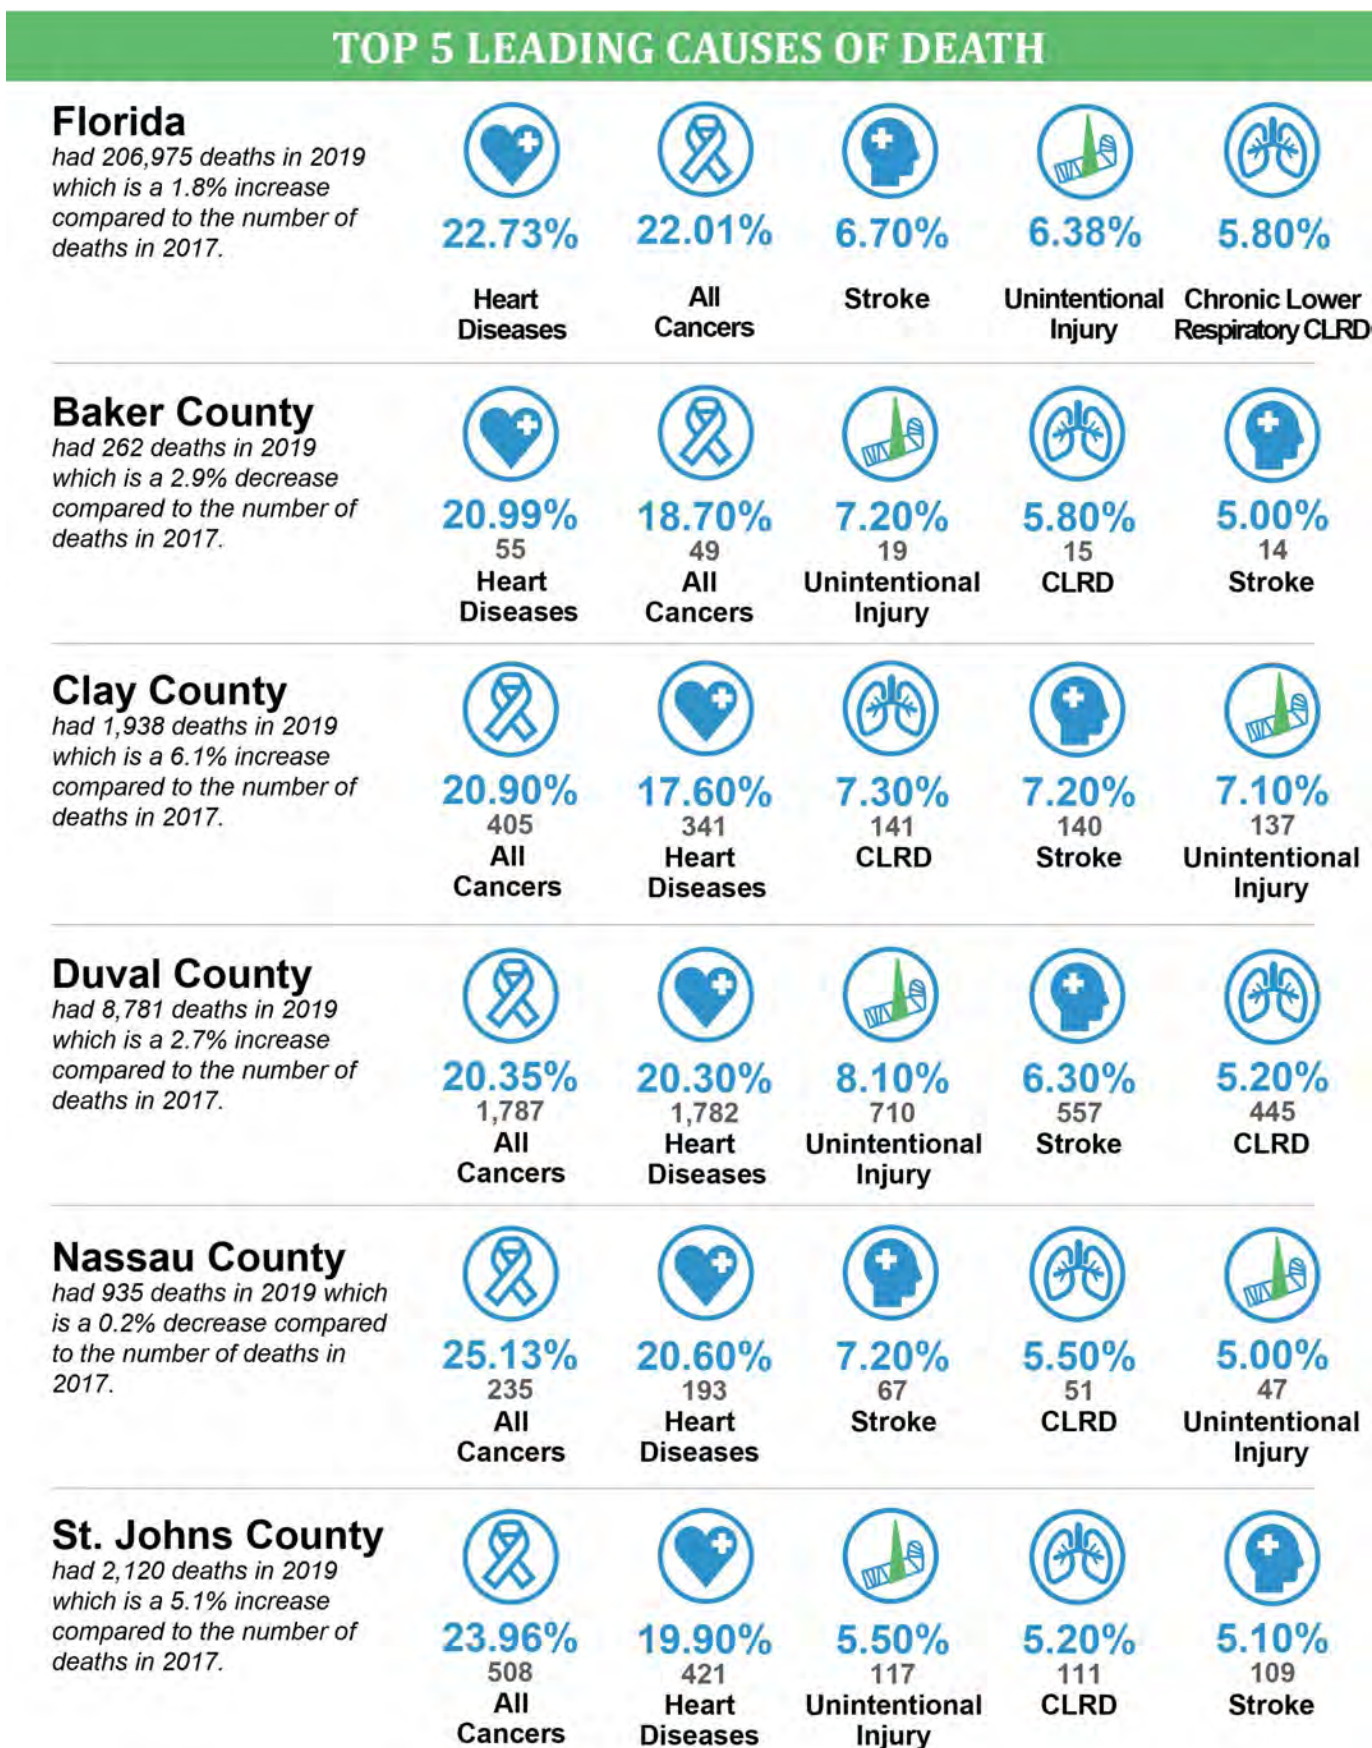 TOP 5 LEADING CAUSES OF DEATH
Florida
had 206,975 deaths in 2019
which is a 1.8% increase
compared to the number of
deaths in 2017.
22.73% 22.01% 6.70% 6.38% 5.80%
Heart All Stroke Unintentional Chronic Lower
Diseases Cancers Injury Respiratory CLRD
Baker County
had 262 deaths in 2019
which is a 2.9% decrease
compared to the number of
deaths in 2017.
20.99% 18.70% 7.20% 5.80% 5.00%
55 49 19 15 14
Heart All Unintentional CLRD Stroke
Diseases Cancers Injury
Clay County
had 1,938 deaths in 2019
which is a 6.1% increase
compared to the number of
deaths in 2017.
20.90% 17.60% 7.30% 7.20% 7.10%
405 341 141 140 137
All Heart CLRD Stroke Unintentional
Cancers Diseases Injury
Duval County
had 8,781 deaths in 2019
which is a 2.7% increase
compared to the number of
deaths in 2017.
20.35% 20.30% 8.10% 6.30% 5.20%
1,787 1,782 710 557 445
All Heart Unintentional Stroke CLRD
Cancers Diseases Injury
Nassau County
had 935 deaths in 2019 which
is a 0.2% decrease compared
to the number of deaths in
2017.
25.13% 20.60% 7.20% 5.50% 5.00%
235 193 67 51 47
All Heart Stroke CLRD Unintentional
Cancers Diseases Injury
St. Johns County
had 2,120 deaths in 2019
which is a 5.1% increase
compared to the number of
deaths in 2017.
23.96% 19.90% 5.50% 5.20% 5.10%
508 421 117 111 109
All Heart Unintentional CLRD Stroke
Cancers Diseases Injury